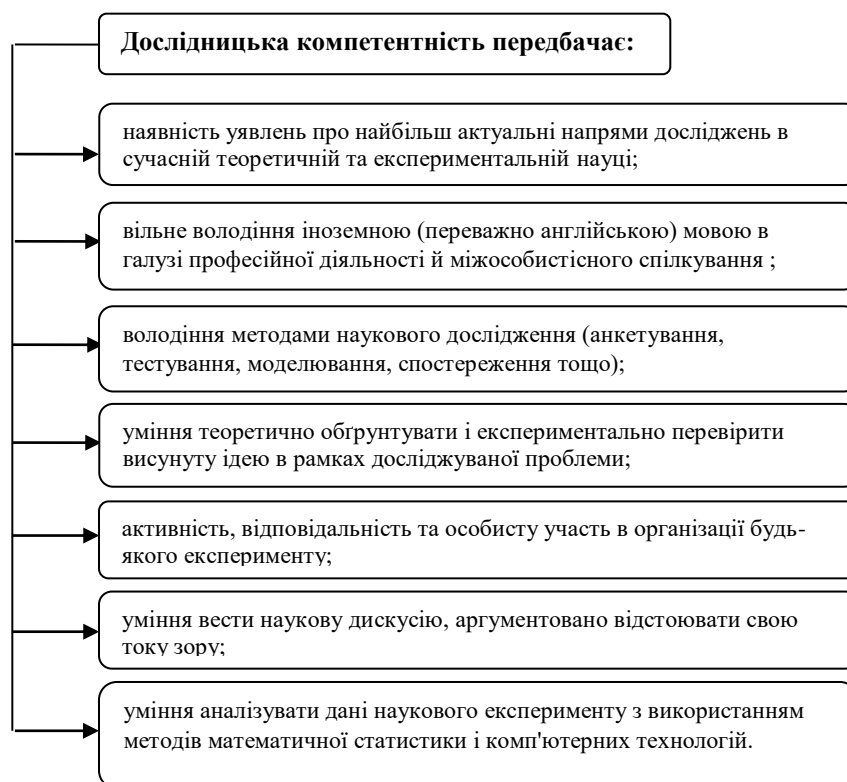 Дослідницька компетентність передбачає:
наявність уявлень про найбільш актуальні напрями досліджень в
сучасній теоретичній та експериментальній науці;
вільне володіння іноземною (переважно англійською) мовою в
галузі професійної діяльності й міжособистісного спілкування ;
володіння методами наукового дослідження (анкетування,
тестування, моделювання, спостереження тощо);
уміння теоретично обґрунтувати і експериментально перевірити
висунуту ідею в рамках досліджуваної проблеми;
активність, відповідальність та особисту участь в організації будь-
якого експерименту;
уміння вести наукову дискусію, аргументовано відстоювати свою
току зору;
уміння аналізувати дані наукового експерименту з використанням
методів математичної статистики і комп'ютерних технологій.